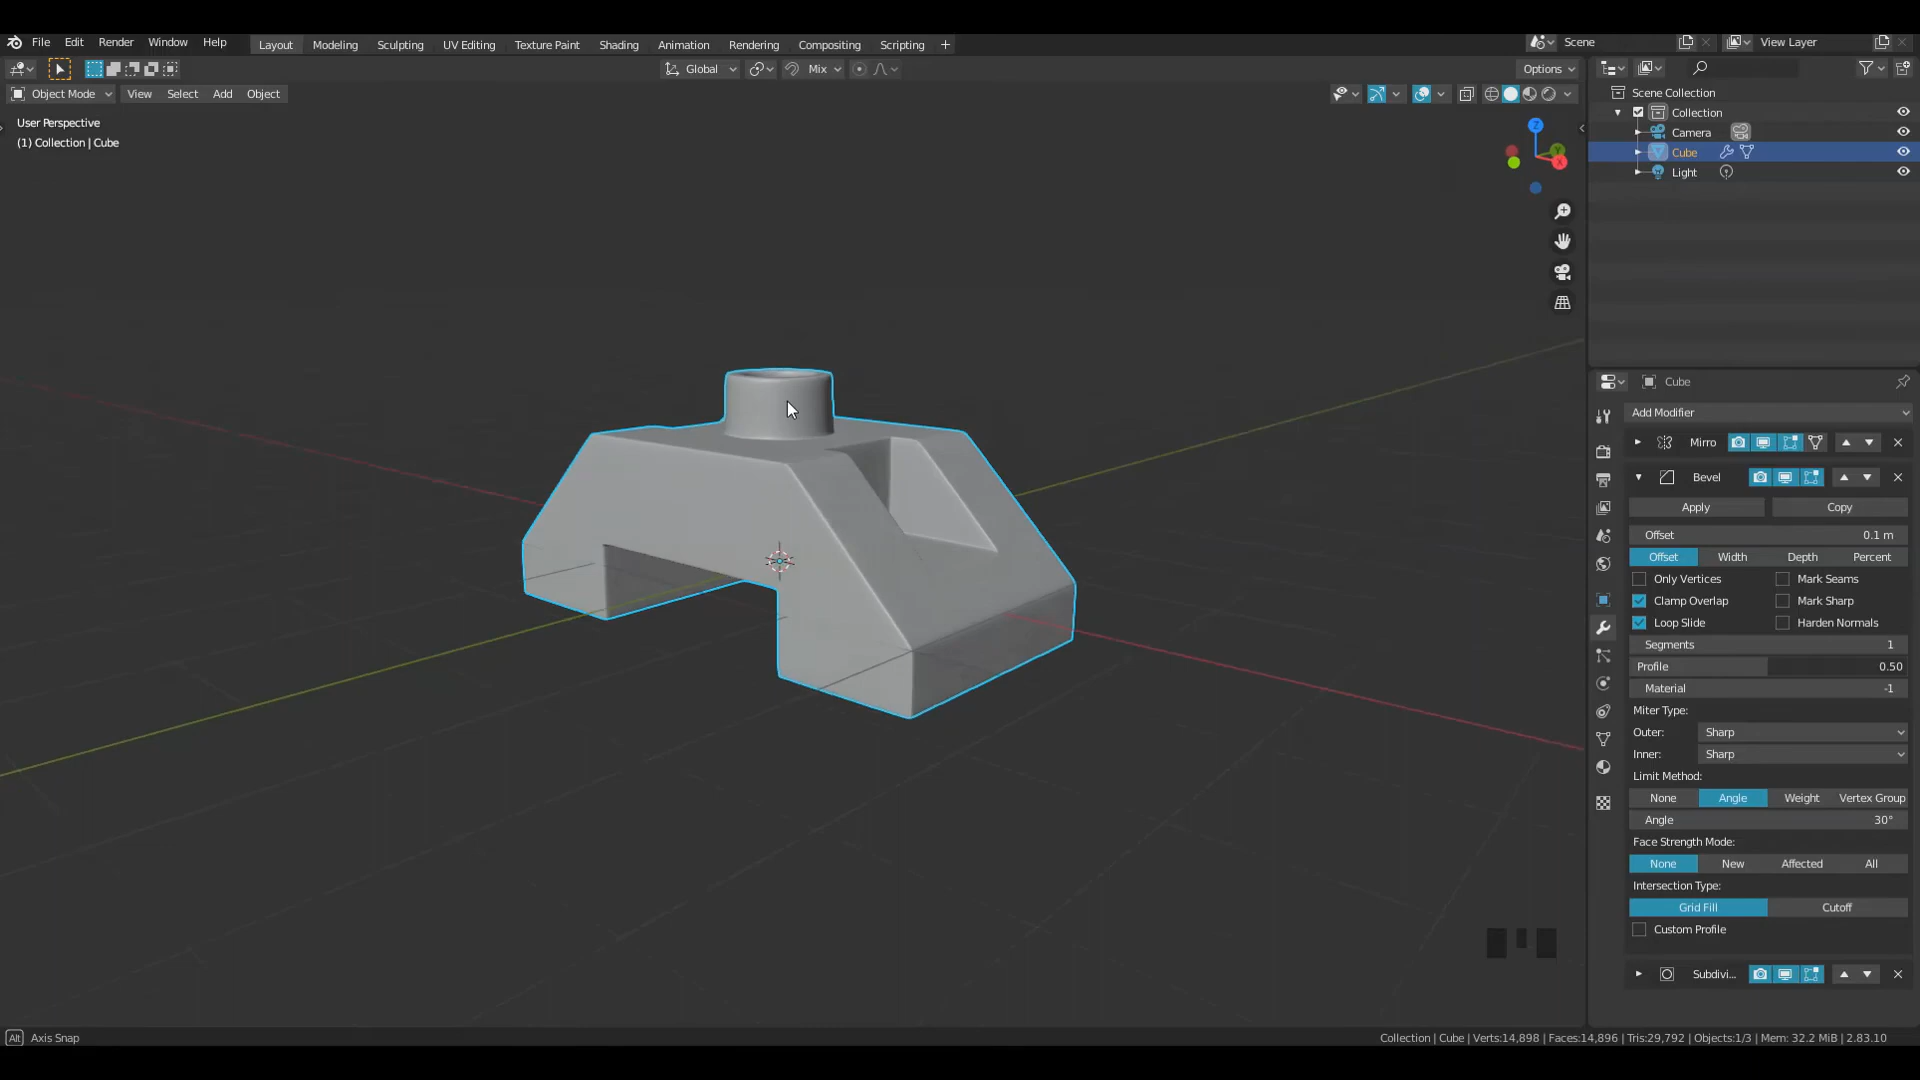 File Edit Render Window Help Layout Modeling Sculpting UV Editing Texture Paint Shading Animation Rendering Compositing Scripting + Scene View Layer
Global Mix Options
Object Mode View Select Add Object
User Perspective
(1) Collection | Cube
Z
Y
X
Scene Collection
Collection
Camera
Cube
Light
Cube
Add Modifier
Mirro
Bevel
Apply Copy
Offset 0.1 m
Offset Width Depth Percent
Only Vertices Mark Seams
Clamp Overlap Mark Sharp
Loop Slide Harden Normals
Segments 1
Profile 0.50
Material -1
Miter Type:
Outer: Sharp
Inner: Sharp
Limit Method:
None Angle Weight Vertex Group
Angle 30°
Face Strength Mode:
None New Affected All
Intersection Type:
Grid Fill Cutoff
Custom Profile
Subdivi...
Alt Axis Snap
Collection | Cube | Verts:14,898 | Faces:14,896 | Tris:29,792 | Objects:1/3 | Mem: 32.2 MiB | 2.83.10